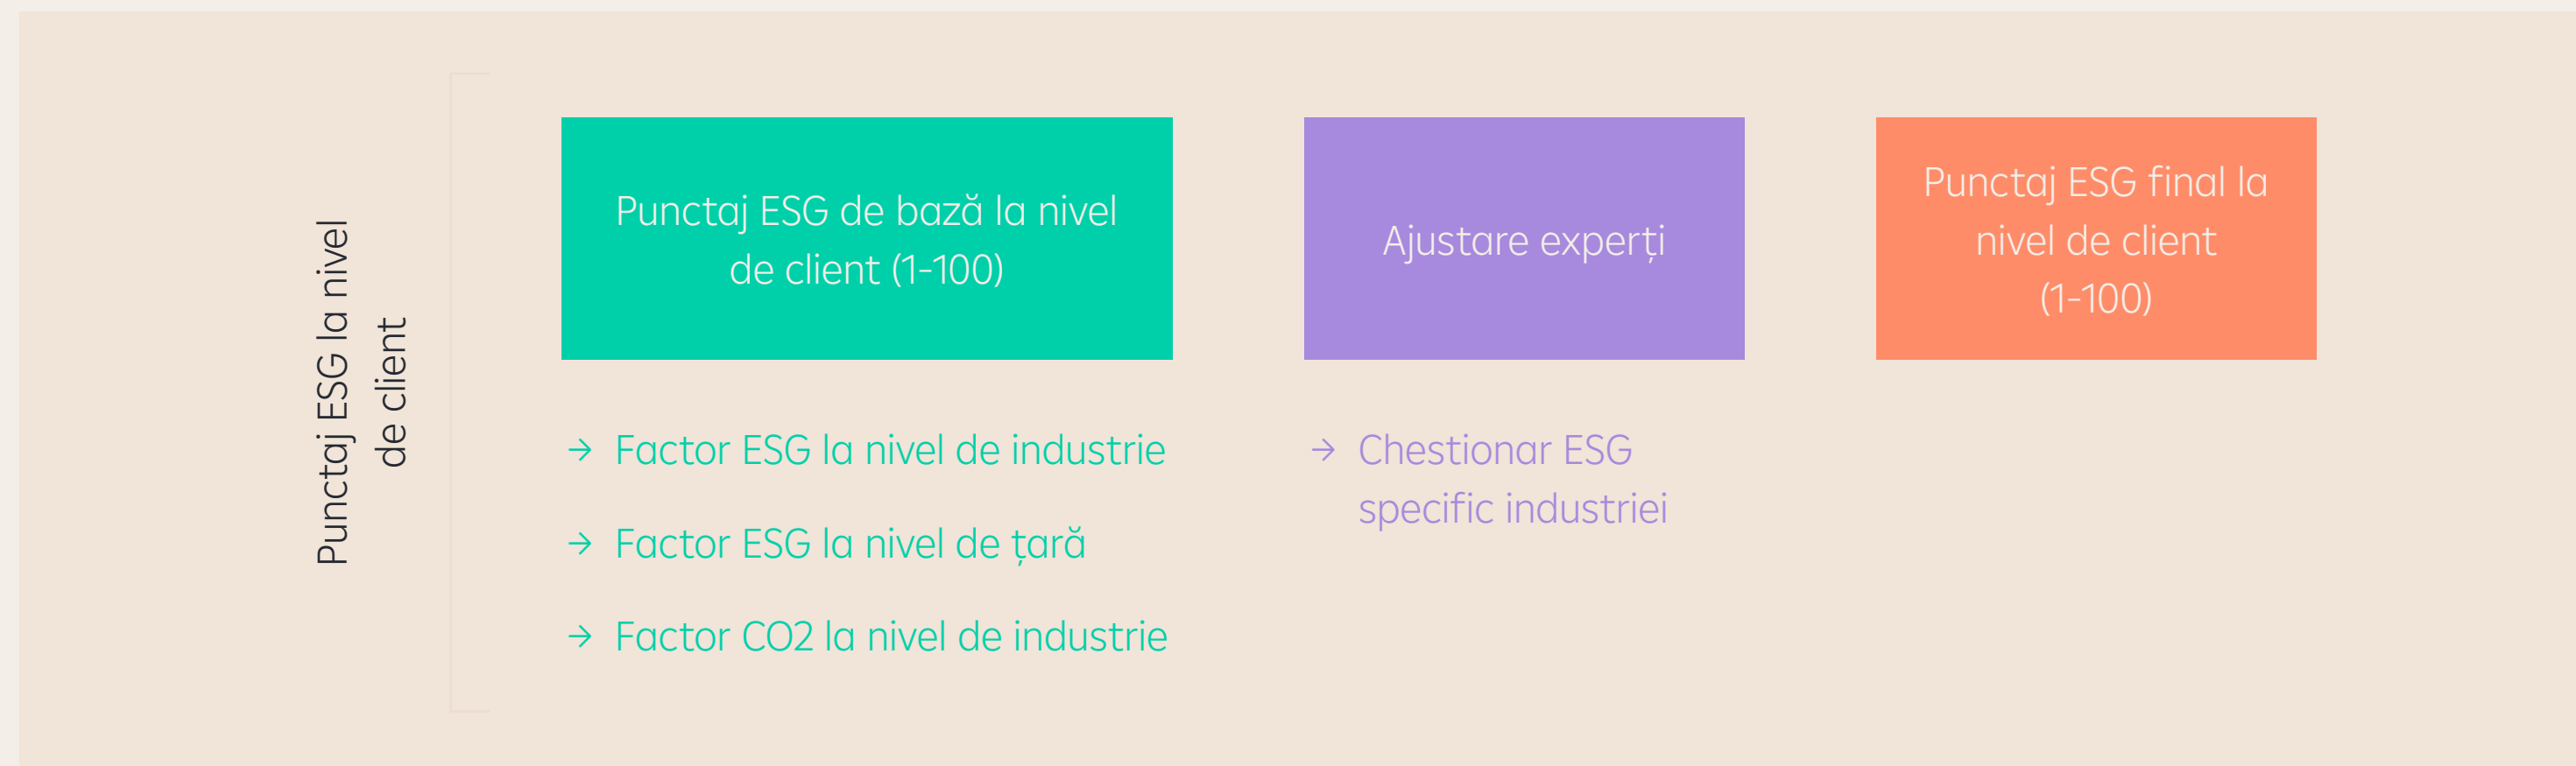 Punctaj ESG la nivel
de client
Punctaj ESG de bază la nivel
de client (1-100)
→ Factor ESG la nivel de industrie
→ Factor ESG la nivel de țară
→ Factor CO2 la nivel de industrie
Ajustare experți
→ Chestionar ESG
specific industriei
Punctaj ESG final la
nivel de client
(1-100)